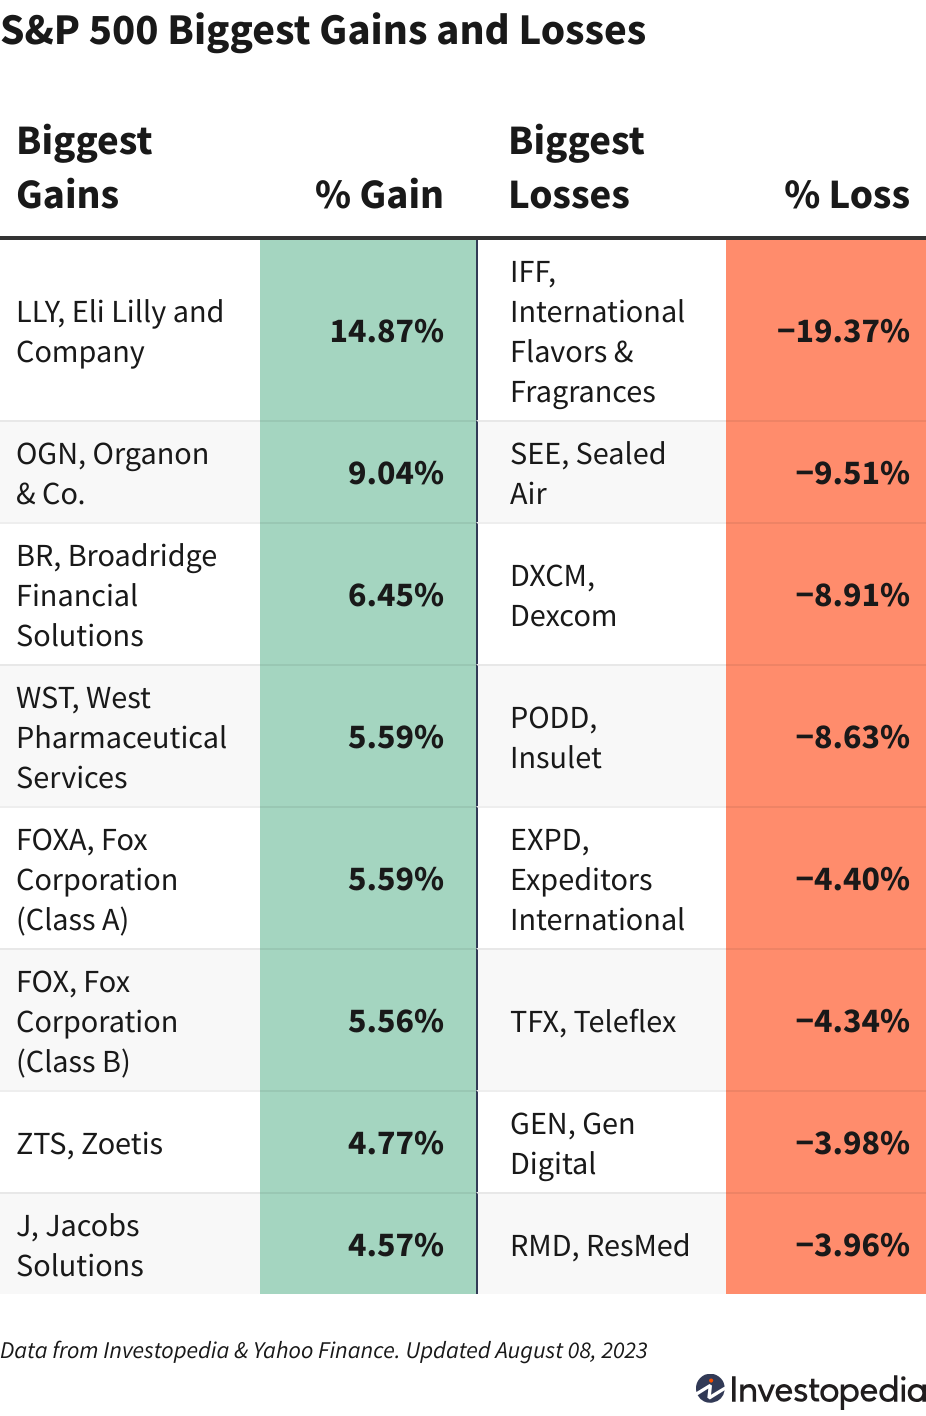 S&P 500 Biggest Gains and Losses
Biggest
Gains
% Gain
Biggest
Losses
% Loss
LLY, Eli Lilly and
Company
14.87%
IFF,
International
Flavors &
Fragrances
−19.37%
OGN, Organon
& Co.
9.04%
SEE, Sealed
Air
−9.51%
BR, Broadridge
Financial
Solutions
6.45%
DXCM,
Dexcom
−8.91%
WST, West
Pharmaceutical
Services
5.59%
PODD,
Insulet
−8.63%
FOXA, Fox
Corporation
(Class A)
5.59%
EXPD,
Expeditors
International
−4.40%
FOX, Fox
Corporation
(Class B)
5.56%
TFX, Teleflex
−4.34%
ZTS, Zoetis
4.77%
GEN, Gen
Digital
−3.98%
J, Jacobs
Solutions
4.57%
RMD, ResMed
−3.96%
Data from Investopedia & Yahoo Finance. Updated August 08, 2023
Investopedia